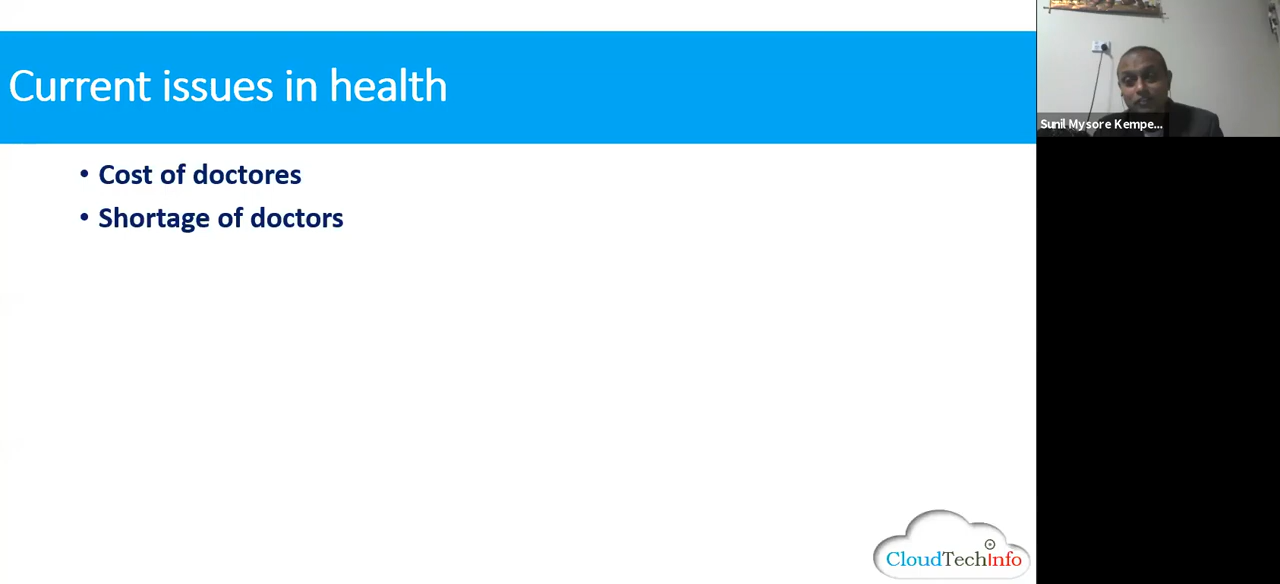 Current issues in health
Sunil Mysore Kempe...
• Cost of doctores
• Shortage of doctors
CloudTechInfo